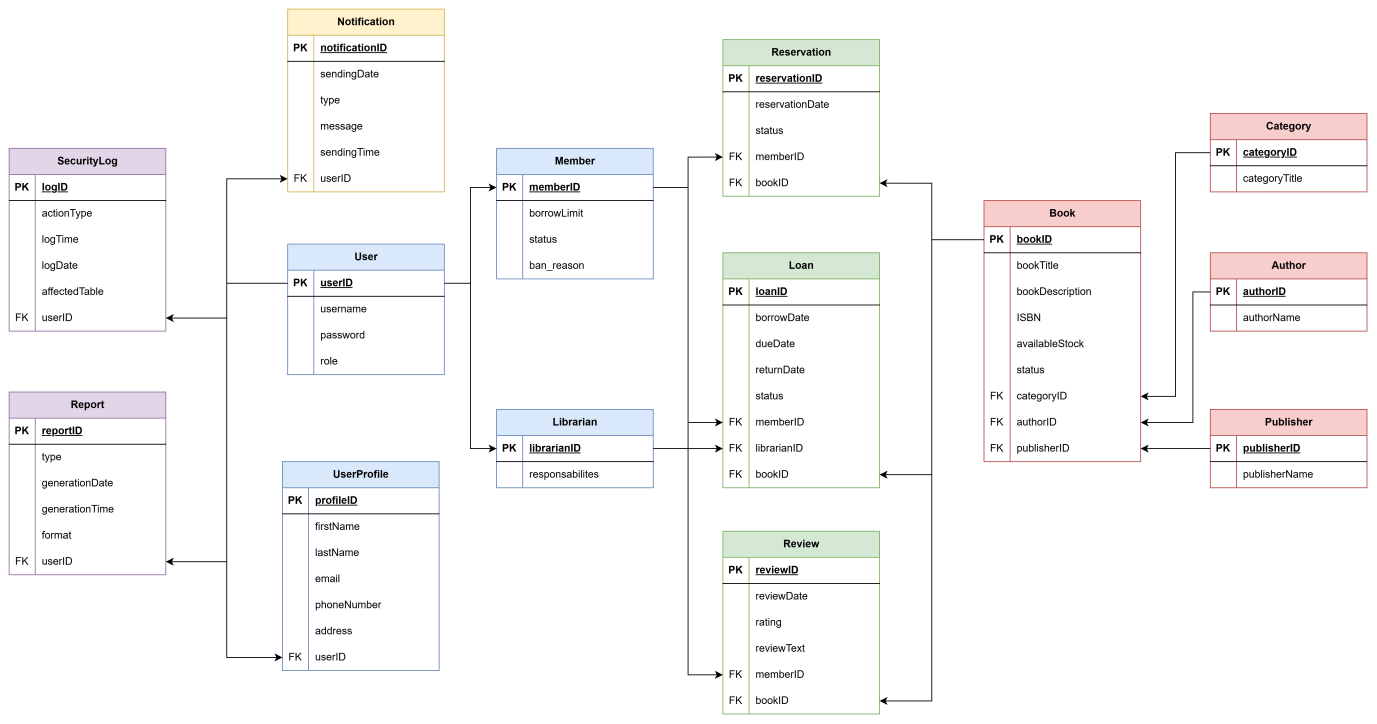 Notification
PK notificationID
sendingDate
type
message
sendingTime
FK userID
SecurityLog
PK logID
actionType
logTime
logDate
affectedTable
FK userID
User
PK userID
username
password
role
Report
PK reportID
type
generationDate
generationTime
format
FK userID
UserProfile
PK profileID
firstName
lastName
email
phoneNumber
address
FK userID
Member
PK memberID
borrowLimit
status
ban_reason
Librarian
PK librarianID
responsabilites
Reservation
PK reservationID
reservationDate
status
FK memberID
FK bookID
Loan
PK loanID
borrowDate
dueDate
returnDate
status
FK memberID
FK librarianID
FK bookID
Review
PK reviewID
reviewDate
rating
reviewText
FK memberID
FK bookID
Book
PK bookID
bookTitle
bookDescription
ISBN
availableStock
status
FK categoryID
FK authorID
FK publisherID
Category
PK categoryID
categoryTitle
Author
PK authorID
authorName
Publisher
PK publisherID
publisherName